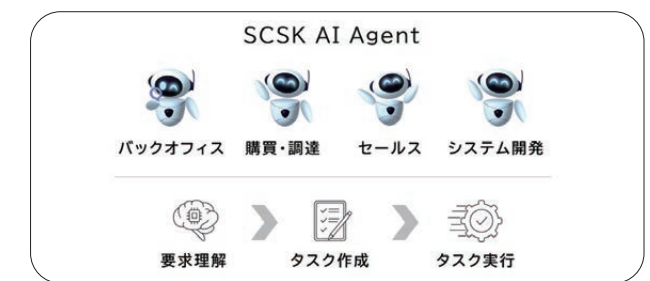 SCSK AI Agent
バックオフィス 購買・調達 セールス システム開発
要求理解 タスク作成 タスク実行